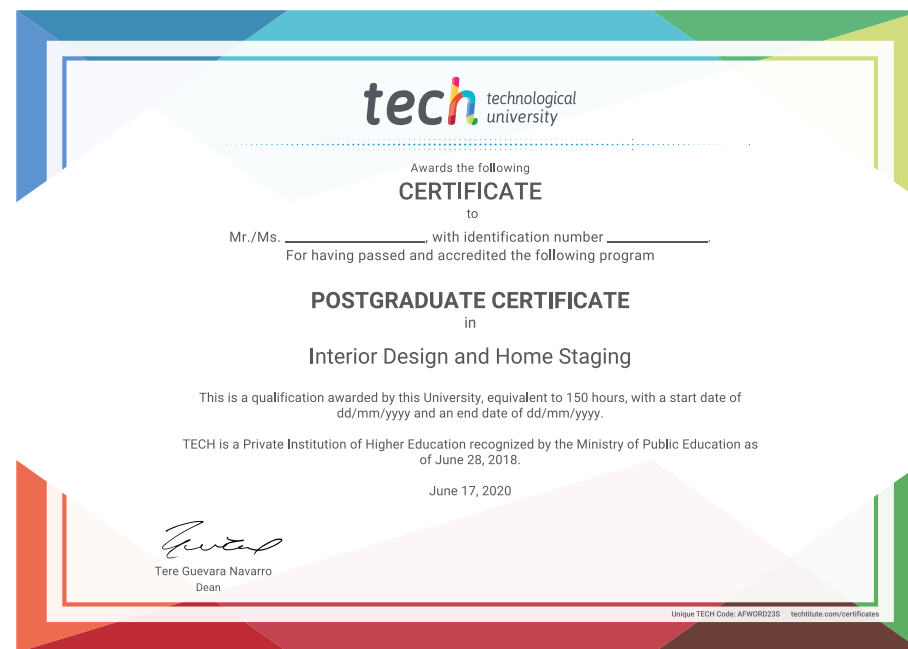 tech technological
university
Awards the following
CERTIFICATE
to
Mr./Ms. ____________, with identification number ____________.
For having passed and accredited the following program
POSTGRADUATE CERTIFICATE
in
Interior Design and Home Staging
This is a qualification awarded by this University, equivalent to 150 hours, with a start date of
dd/mm/yyyy and an end date of dd/mm/yyyy.
TECH is a Private Institution of Higher Education recognized by the Ministry of Public Education as
of June 28, 2018.
June 17, 2020
Tere Guevara Navarro
Dean
Unique TECH Code: AFWORD23S techtitute.com/certificates